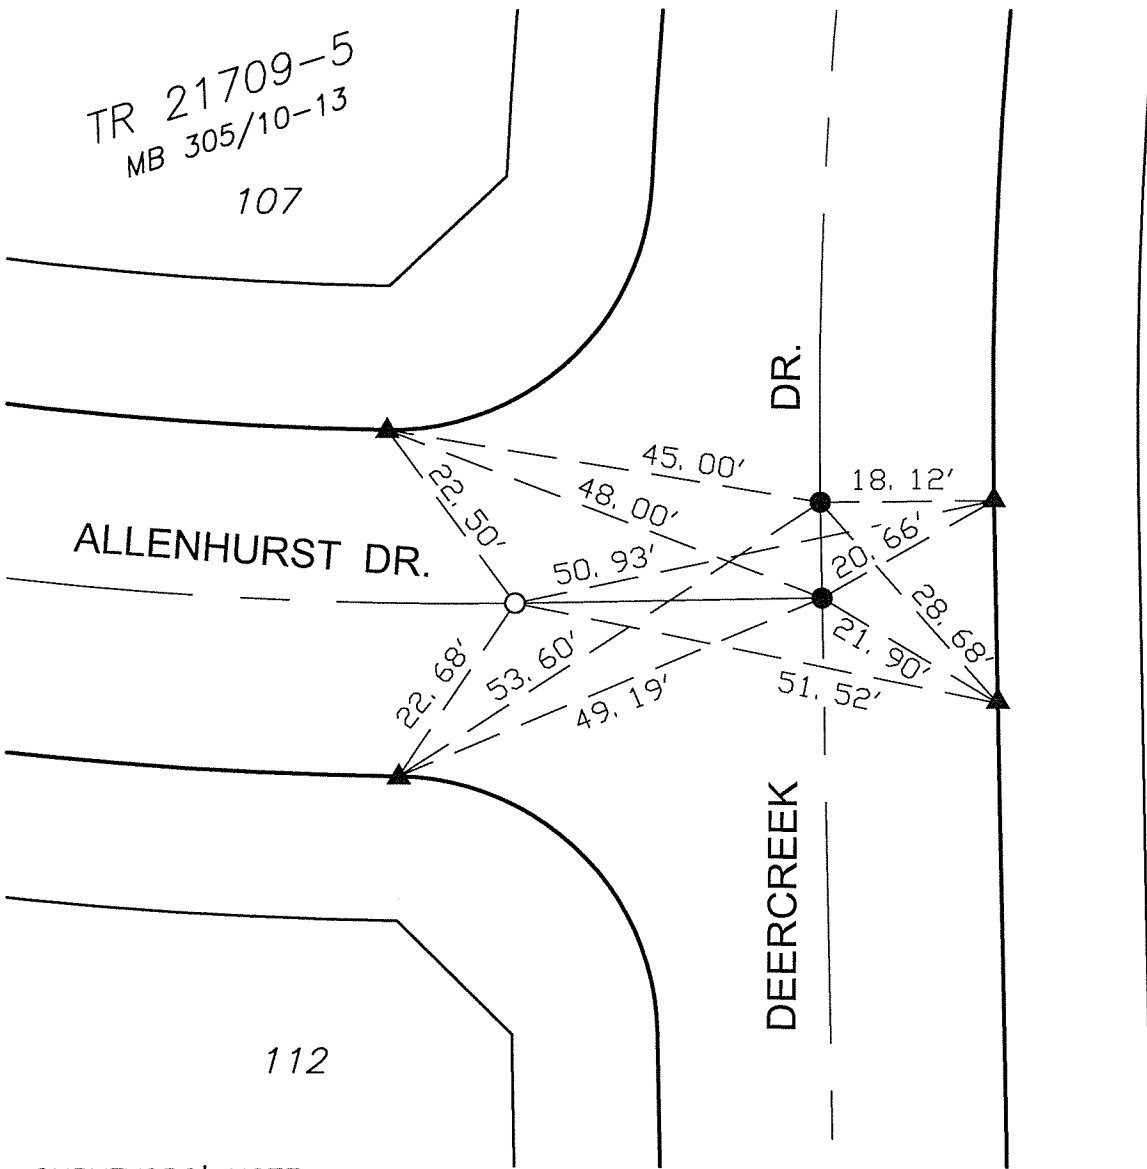 TR 21709-5
MB 305/10-13
107
DR.
45.00'
18.12'
48.00'
22.50'
ALLENHURST DR.
50.93'
20.66'
28.68'
21.90'
22.68'
53.60'
51.52'
49.19'
DEERCREEK
112